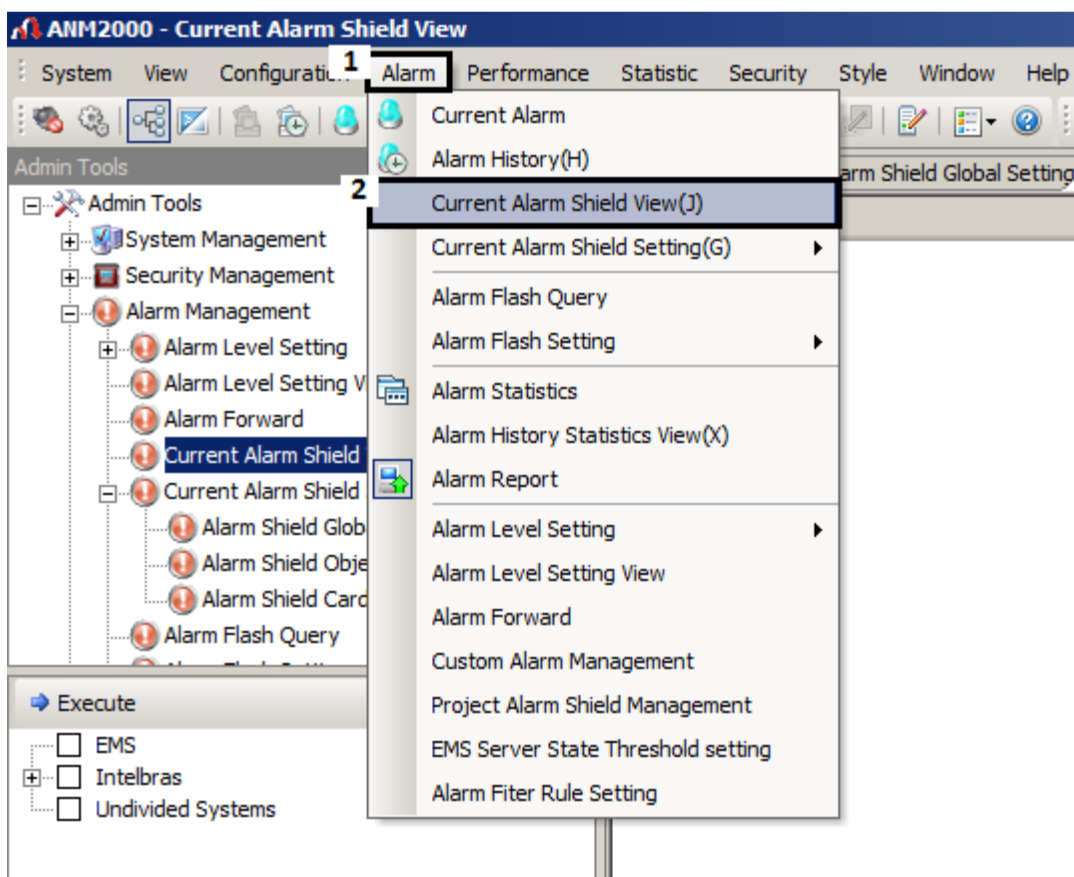 ANM2000 - Current Alarm Shield View
1
System View Configuratio Alarm Performance Statistic Security Style Window Help
Admin Tools
Admin Tools
System Management
Security Management
Alarm Management
Alarm Level Setting
Alarm Level Setting V
Alarm Forward
Current Alarm Shield
Current Alarm Shield
Alarm Shield Glob
Alarm Shield Obje
Alarm Shield Card
Alarm Flash Query
Execute
EMS
Intelbras
Undivided Systems
Current Alarm
Alarm History(H)
2
Current Alarm Shield View(J)
Current Alarm Shield Setting(G)
Alarm Flash Query
Alarm Flash Setting
Alarm Statistics
Alarm History Statistics View(X)
Alarm Report
Alarm Level Setting
Alarm Level Setting View
Alarm Forward
Custom Alarm Management
Project Alarm Shield Management
EMS Server State Threshold setting
Alarm Fiter Rule Setting
arm Shield Global Setting